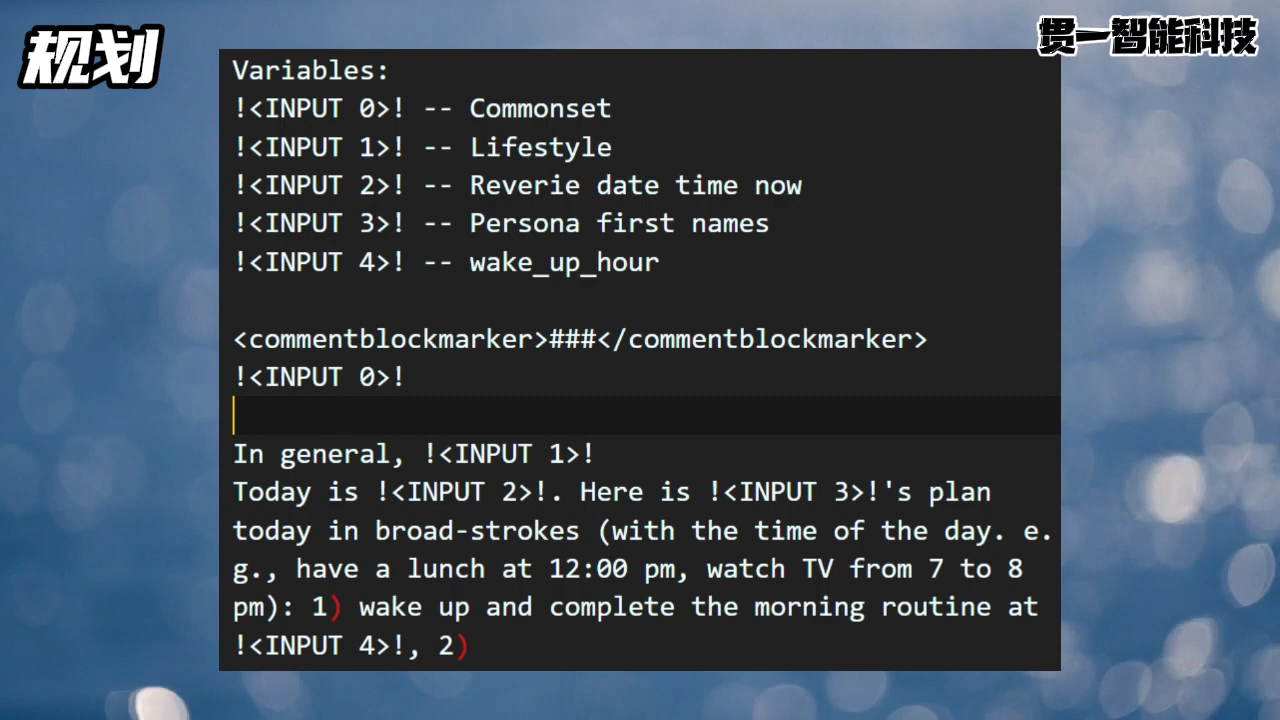 规划
贯一智能科技
Variables:
!<INPUT 0>! -- Commonset
!<INPUT 1>! -- Lifestyle
!<INPUT 2>! -- Reverie date time now
!<INPUT 3>! -- Persona first names
!<INPUT 4>! -- wake_up_hour
<commentblockmarker>###</commentblockmarker>
!<INPUT 0>!
In general, !<INPUT 1>!
Today is !<INPUT 2>!. Here is !<INPUT 3>!'s plan
today in broad-strokes (with the time of the day. e.
g., have a lunch at 12:00 pm, watch TV from 7 to 8
pm): 1) wake up and complete the morning routine at
!<INPUT 4>!, 2)